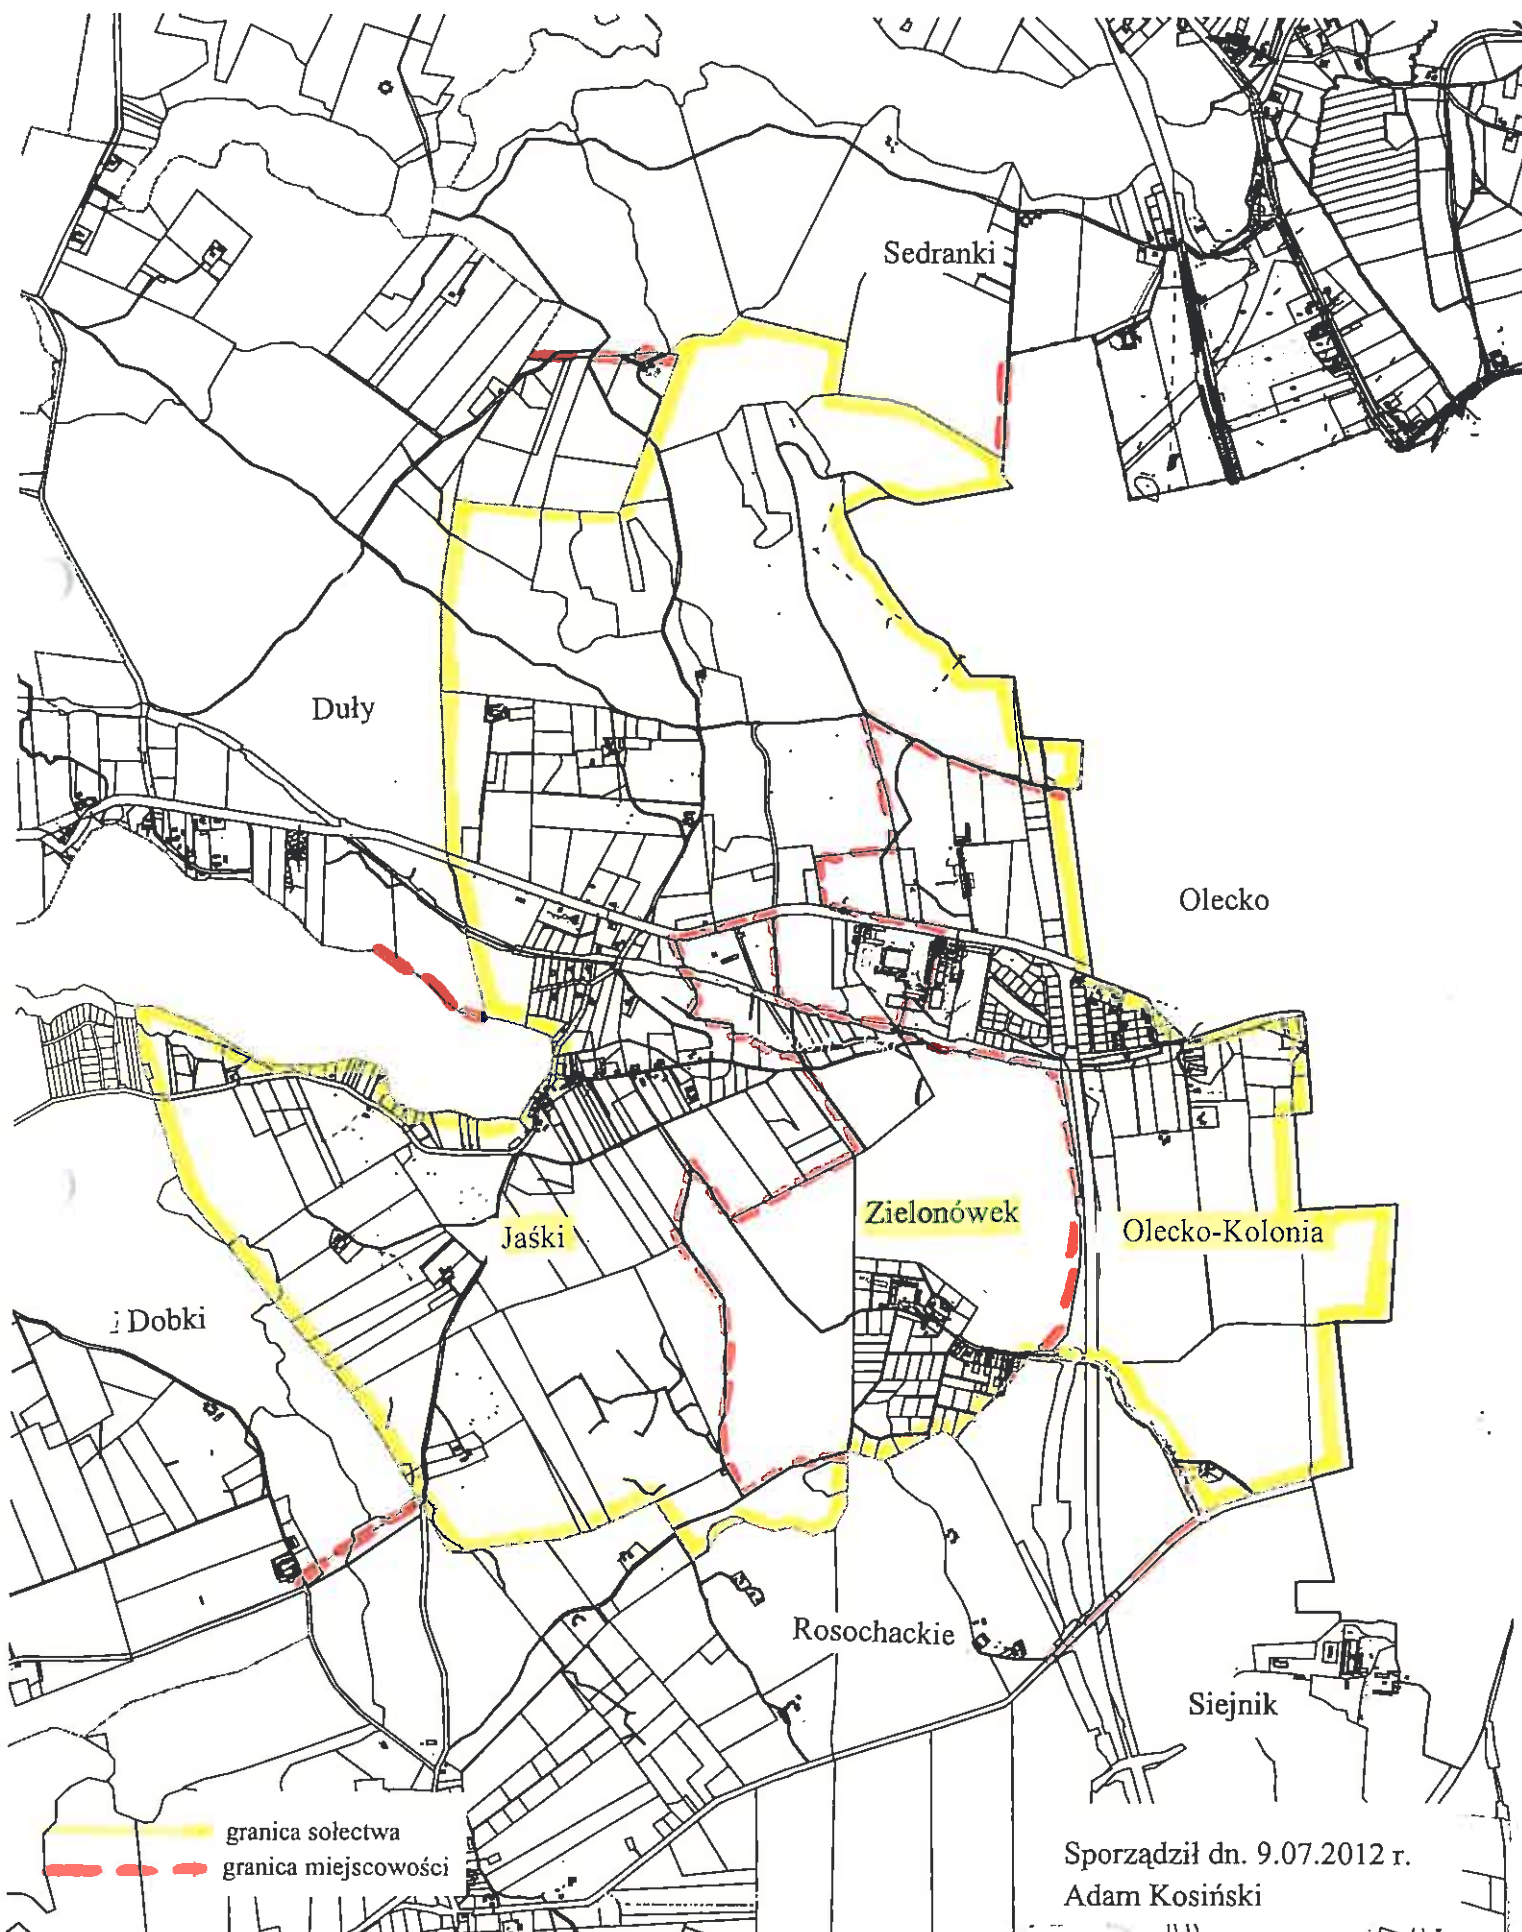 Sedranki
Duły
Olecko
Zielonówek
Jaśki
Olecko-Kolonia
Dobki
Rosochackie
Siejnik
granica sołectwa
granica miejscowości
Sporządził dn. 9.07.2012 r.
Adam Kosiński